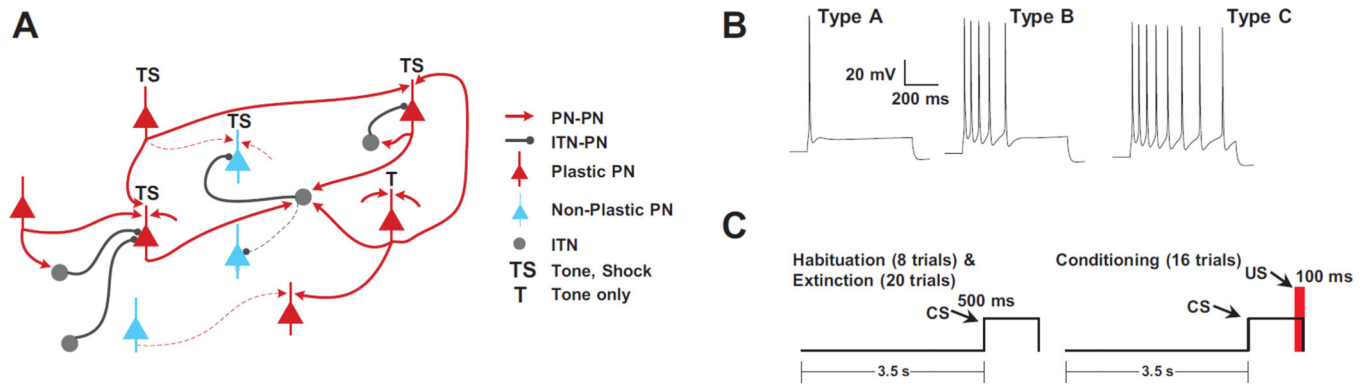 A
TS
TS
TS
TS
T
PN-PN
ITN-PN
Plastic PN
Non-Plastic PN
ITN
TS Tone, Shock
T Tone only
B
Type A
Type B
Type C
20 mV
200 ms
C
Habituation (8 trials) &
Extinction (20 trials)
500 ms
CS
3.5 s
Conditioning (16 trials)
US
100 ms
CS
3.5 s